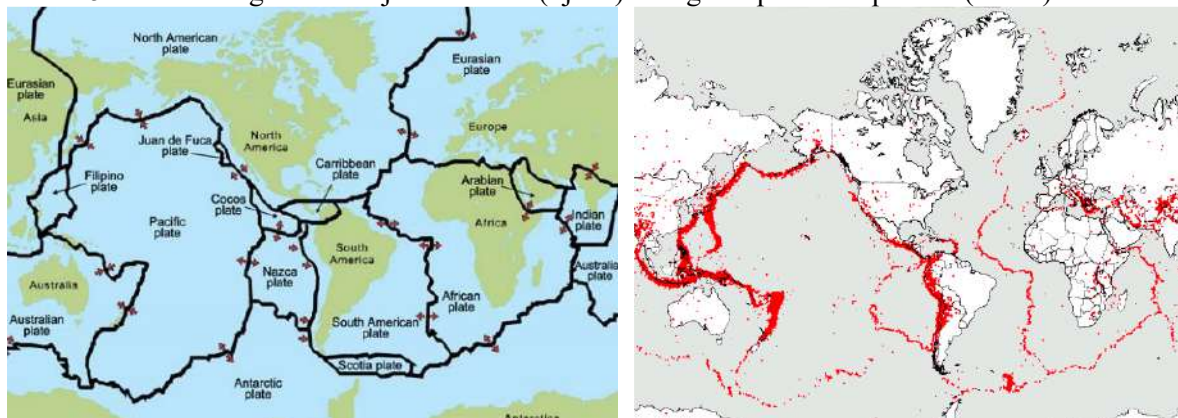 North American
plate
Eurasian
plate
Eurasian
plate
Asia
Juan de Fuca
plate
North
America
Europe
Carribbean
plate
Filipino
plate
Arabian
plate
Cocos
plate
Africa
Indian
plate
Pacific
plate
Nazca
plate
South
America
Australia
Australia
plate
African
plate
Australian
plate
South American
plate
Scotia plate
Antarctic
plate